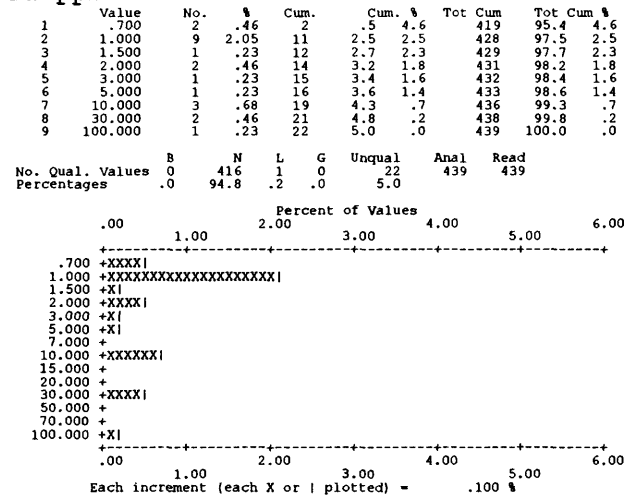 Value No. % Cum. Cum. % Tot Cum Tot Cum %
1 .700 2 .46 2 .5 4.6 419 95.4 4.6
2 1.000 9 2.05 11 2.5 2.5 428 97.5 2.5
3 1.500 1 .23 12 2.7 2.3 429 97.7 2.3
4 2.000 2 .46 14 3.2 1.8 431 98.2 1.8
5 3.000 1 .23 15 3.4 1.6 432 98.4 1.6
6 5.000 1 .23 16 3.6 1.4 433 98.6 1.4
7 10.000 3 .68 19 4.3 .7 436 99.3 .7
8 30.000 2 .46 21 4.8 .2 438 99.8 .2
9 100.000 1 .23 22 5.0 .0 439 100.0 .0
B N L G Unqual Anal Read
No. Qual. Values 0 416 1 0 22 439 439
Percentages .0 94.8 .2 .0 5.0
Percent of Values
.00 2.00 4.00 6.00
1.00 3.00 5.00
+---------+---------+---------+---------+---------+---------+
.700 +XXXX|
1.000 +XXXXXXXXXXXXXXXXXXXX|
1.500 +X|
2.000 +XXXX|
3.000 +X|
5.000 +X|
7.000 +
10.000 +XXXXXX|
15.000 +
20.000 +
30.000 +XXXX|
50.000 +
70.000 +
100.000 +X|
+---------+---------+---------+---------+---------+---------+
.00 2.00 4.00 6.00
1.00 3.00 5.00
Each increment (each X or | plotted) = .100 %